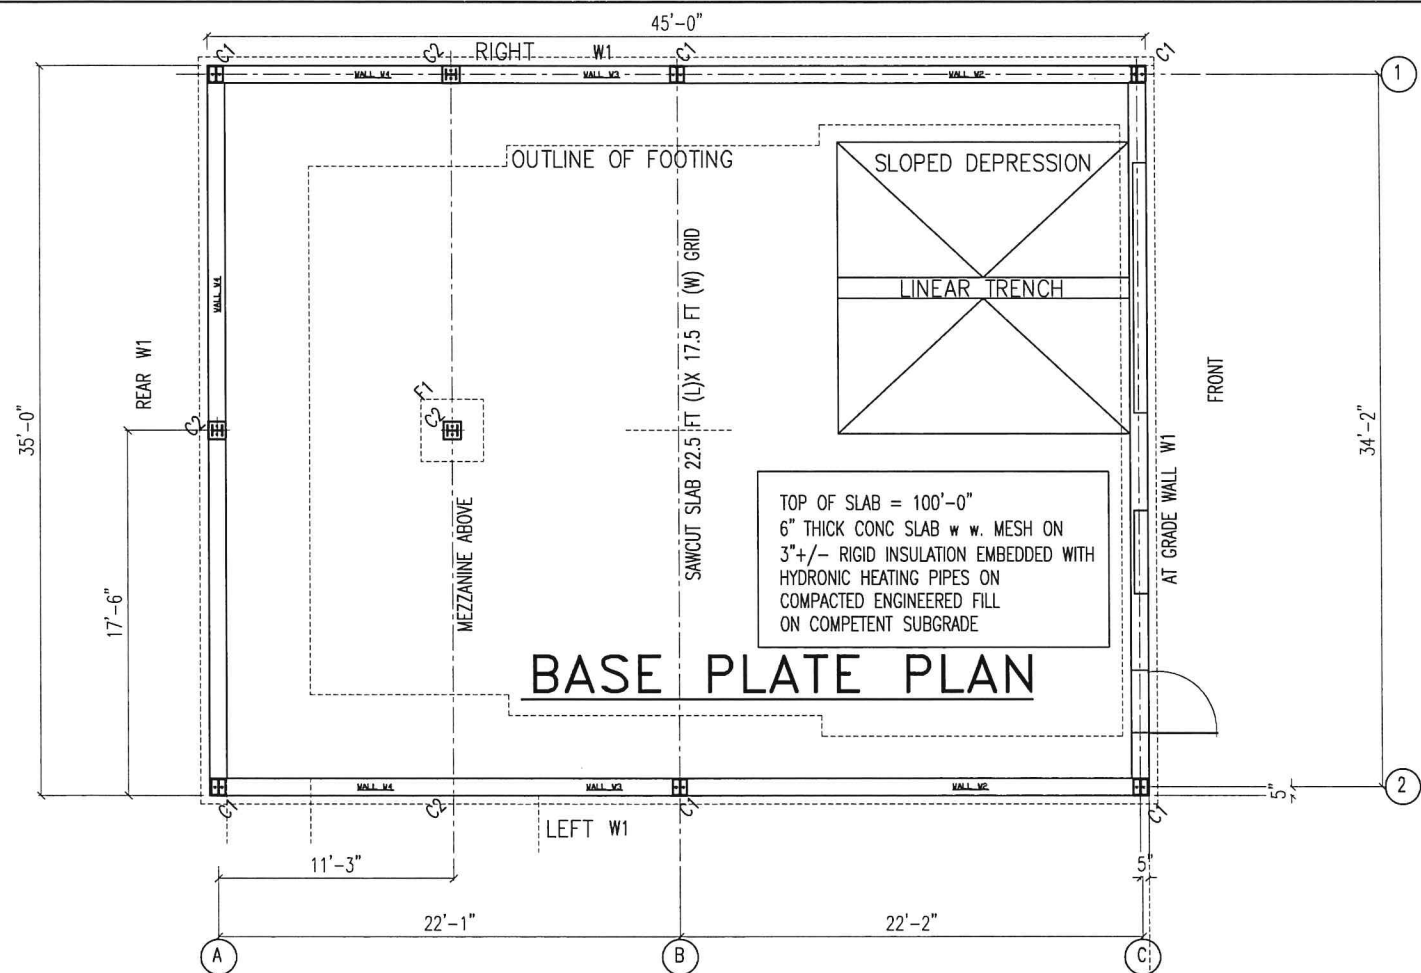 45'-0"
C1
C2
RIGHT W1
C1
C1
WALL W4
WALL W3
WALL W2
1
OUTLINE OF FOOTING
SLOPED DEPRESSION
LINEAR TRENCH
SAWCUT SLAB 22.5 FT (L)X 17.5 FT (W) GRID
WALL W4
REAR W1
35'-0"
17'-6"
C2
F1
C2
MEZZANINE ABOVE
FRONT
34'-2"
AT GRADE WALL W1
TOP OF SLAB = 100'-0"
6" THICK CONC SLAB w w. MESH ON
3"+/- RIGID INSULATION EMBEDDED WITH
HYDRONIC HEATING PIPES ON
COMPACTED ENGINEERED FILL
ON COMPETENT SUBGRADE
BASE PLATE PLAN
WALL W4
WALL W3
WALL W2
5"
2
C1
C2
LEFT W1
C1
C1
11'-3"
5"
22'-1"
22'-2"
A
B
C